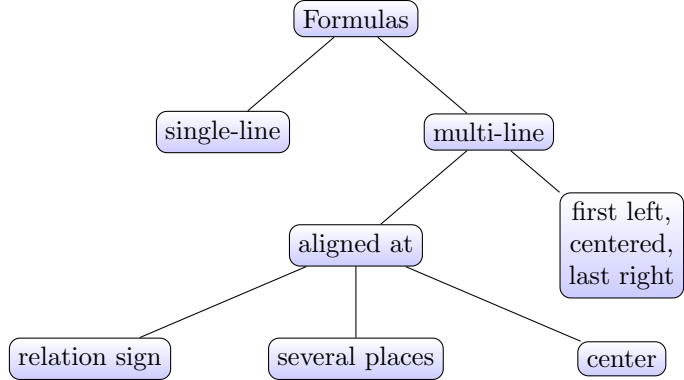 Formulas
single-line
multi-line
aligned at
first left,
centered,
last right
relation sign
several places
center